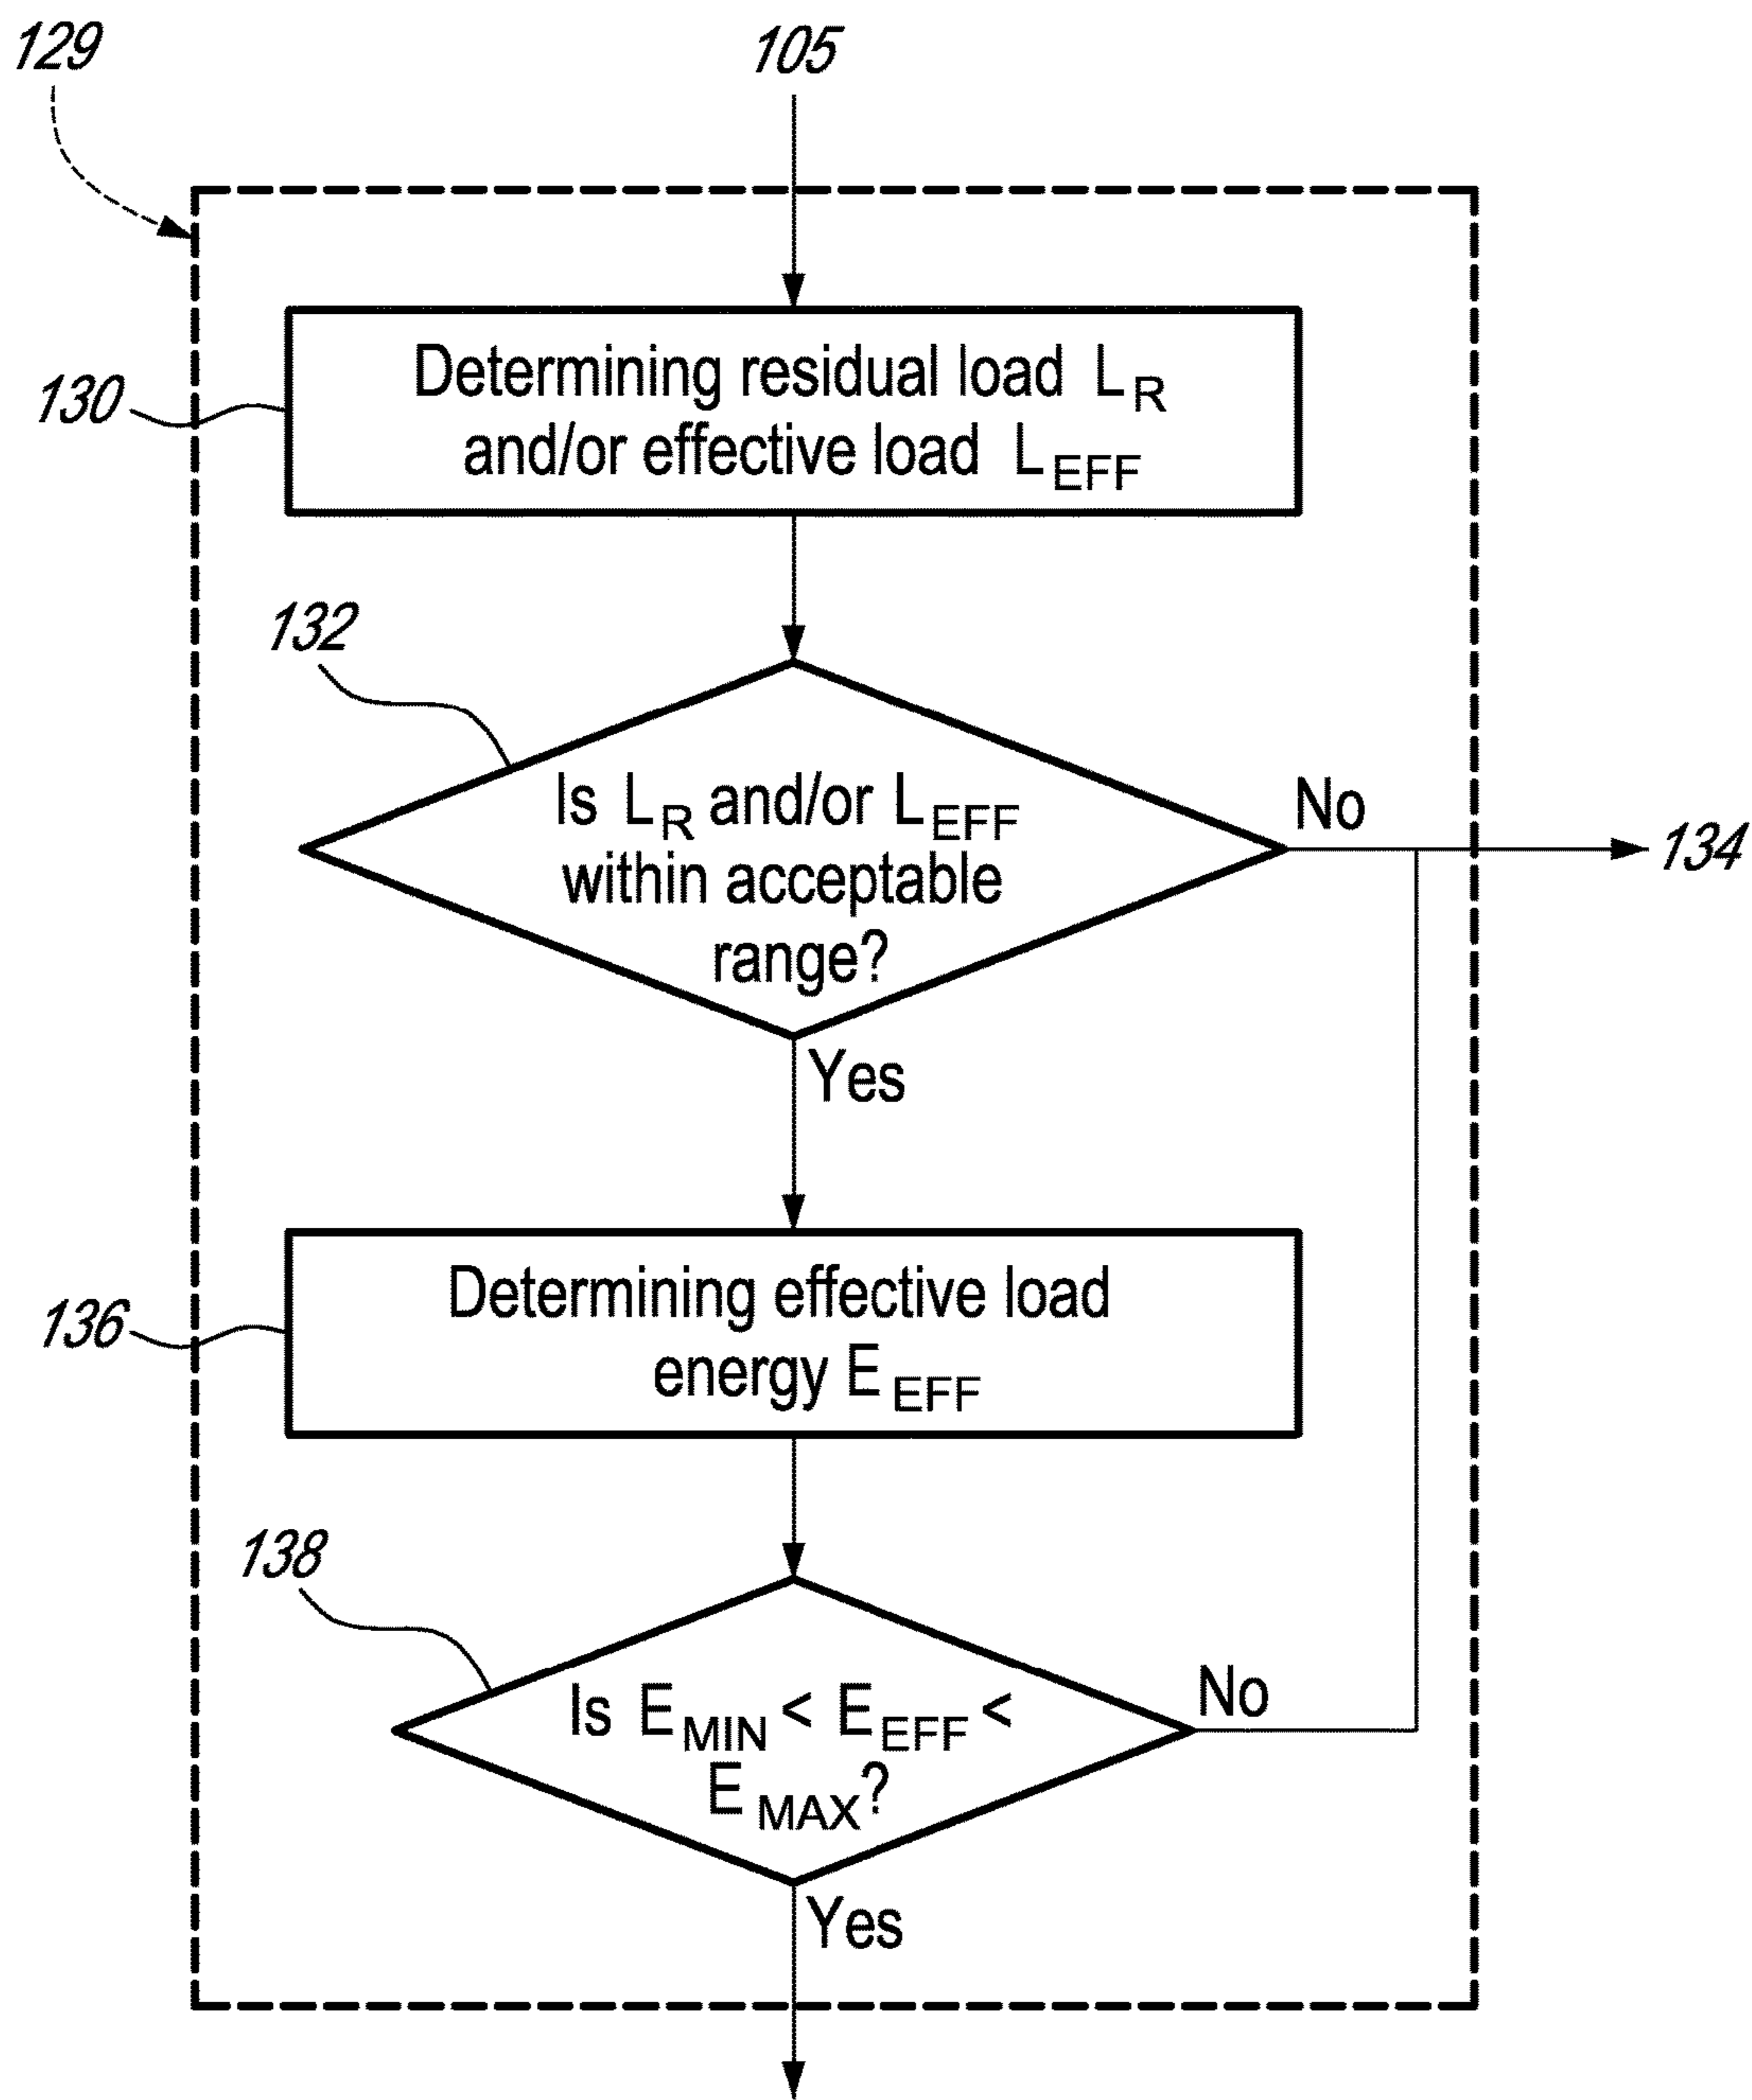 129
105
130
Determining residual load L_R
and/or effective load L_EFF
132
Is L_R and/or L_EFF
within acceptable
range?
No
134
Yes
136
Determining effective load
energy E_EFF
138
Is E_MIN < E_EFF <
E_MAX?
No
Yes